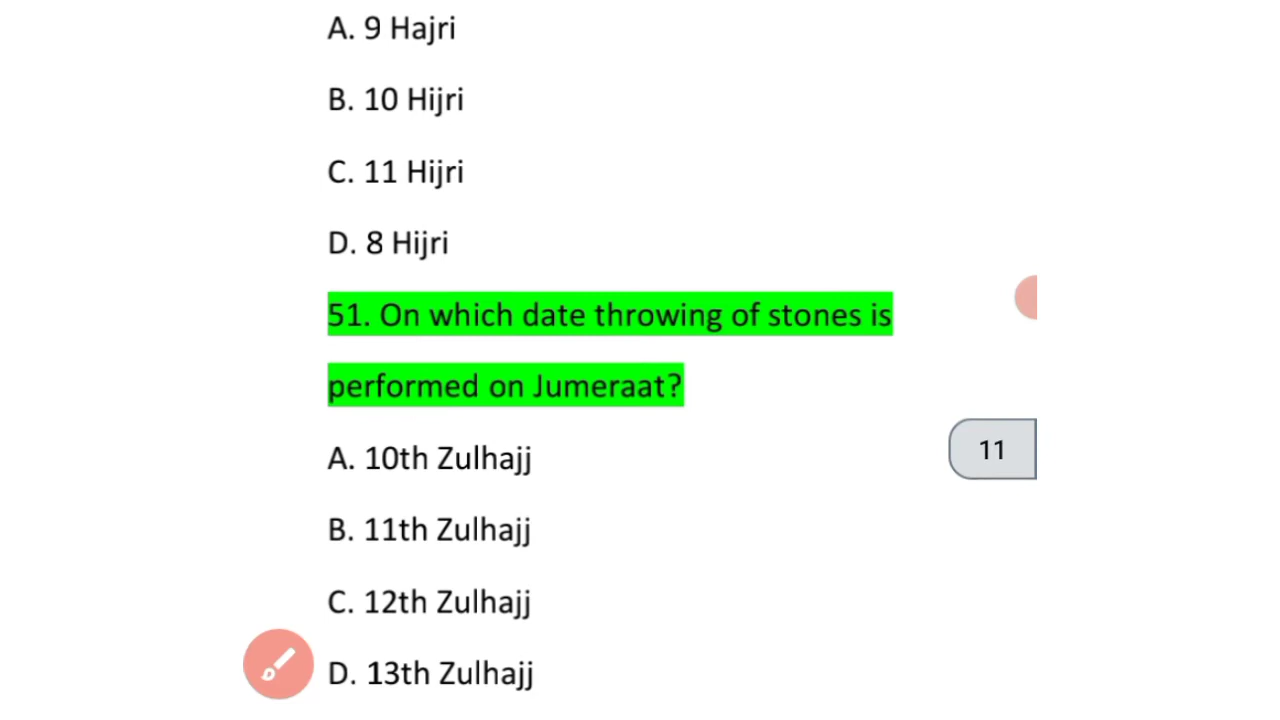 A. 9 Hajri
B. 10 Hijri
C. 11 Hijri
D. 8 Hijri
51. On which date throwing of stones is
performed on Jumeraat?
A. 10th Zulhajj
11
B. 11th Zulhajj
C. 12th Zulhajj
D. 13th Zulhajj